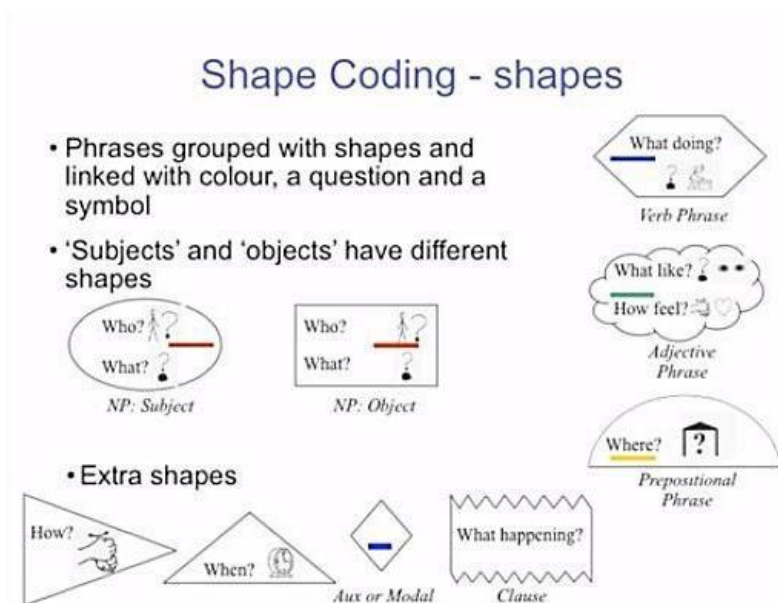 Shape Coding - shapes
• Phrases grouped with shapes and
linked with colour, a question and a
symbol
• 'Subjects' and 'objects' have different
shapes
Who? ?
What? ?
NP: Subject
Who? ?
What? ?
NP: Object
What doing?
?
Verb Phrase
What like? ?
How feel?
Adjective
Phrase
Where? ?
Prepositional
Phrase
• Extra shapes
How?
When?
Aux or Modal
What happening?
Clause